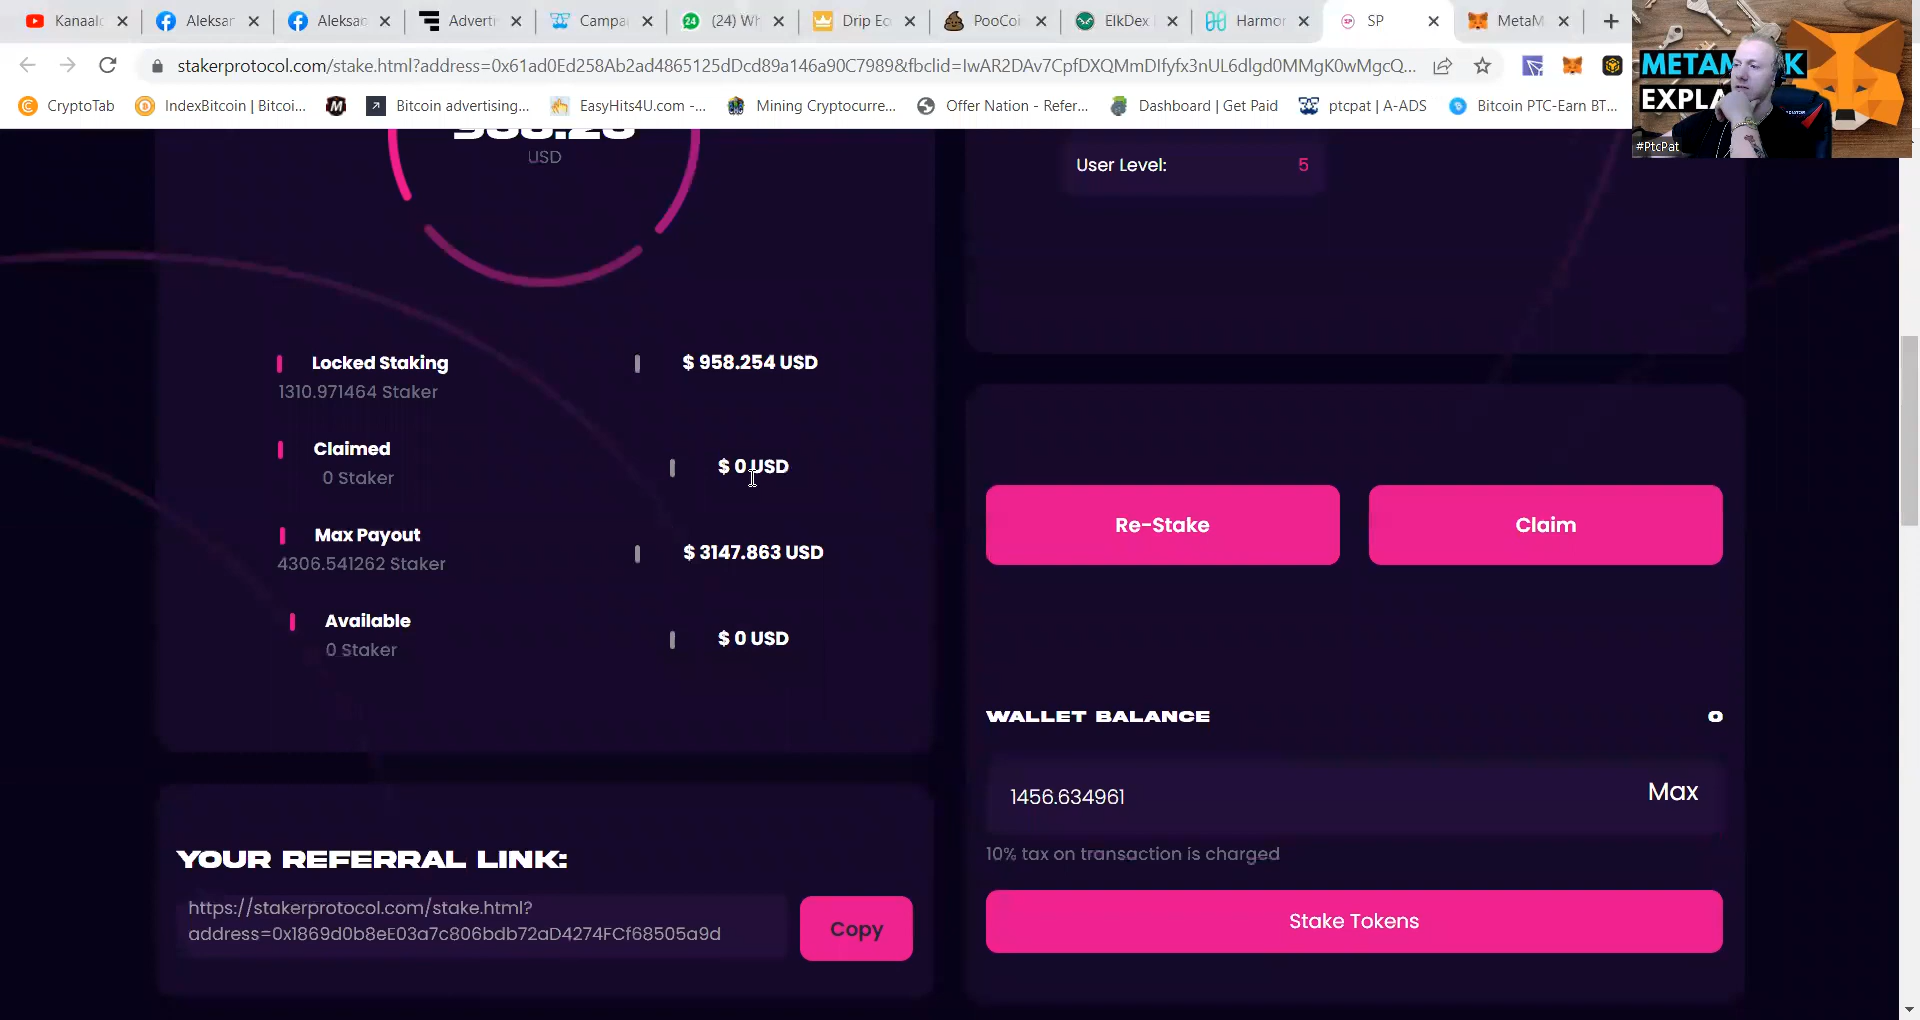 Kanaalc
Aleksar
Aleksar
Adverti
Campa
(24) Wh
Drip Ec
PooCoi
ElkDex
Harmor
SP
MetaM
stakerprotocol.com/stake.html?address=0x61ad0Ed258Ab2ad4865125dDcd89a146a90C7989&fbclid=IwAR2DAv7CpfDXQMmDIfyfx3nUL6dlgd0MMgK0wMgcQ...
CryptoTab
IndexBitcoin | Bitcoi...
Bitcoin advertising...
EasyHits4U.com -...
Mining Cryptocurre...
Offer Nation - Refer...
Dashboard | Get Paid
ptcpat | A-ADS
Bitcoin PTC-Earn BT...
EXPLA
#PtcPat
USD
User Level: 5
Locked Staking $ 958.254 USD
1310.971464 Staker
Claimed $ 0 USD
0 Staker
Max Payout $ 3147.863 USD
4306.541262 Staker
Available $ 0 USD
0 Staker
Re-Stake
Claim
WALLET BALANCE 0
1456.634961 Max
10% tax on transaction is charged
Stake Tokens
YOUR REFERRAL LINK:
https://stakerprotocol.com/stake.html?
address=0x1869d0b8eE03a7c806bdb72aD4274FCf68505a9d
Copy